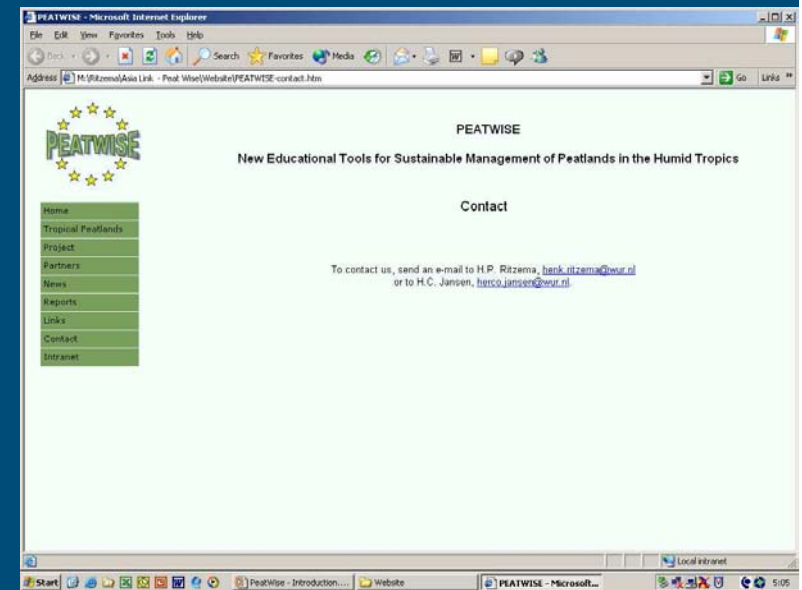 PEATWISE - Microsoft Internet Explorer
File Edit View Favorites Tools Help
Back Search Favorites Media
Address M:\Ritzema\Asia Link - Peat Wise\Website\PEATWISE-contact.htm Go Links »
PEATWISE
PEATWISE
New Educational Tools for Sustainable Management of Peatlands in the Humid Tropics
Contact
Home
Tropical Peatlands
Project
Partners
News
Reports
Links
Contact
Intranet
To contact us, send an e-mail to H.P. Ritzema, henk.ritzema@wur.nl
or to H.C. Jansen, herco.jansen@wur.nl.
Local intranet
Start PeatWise - Introduction.... Website PEATWISE - Microsoft... 5:05